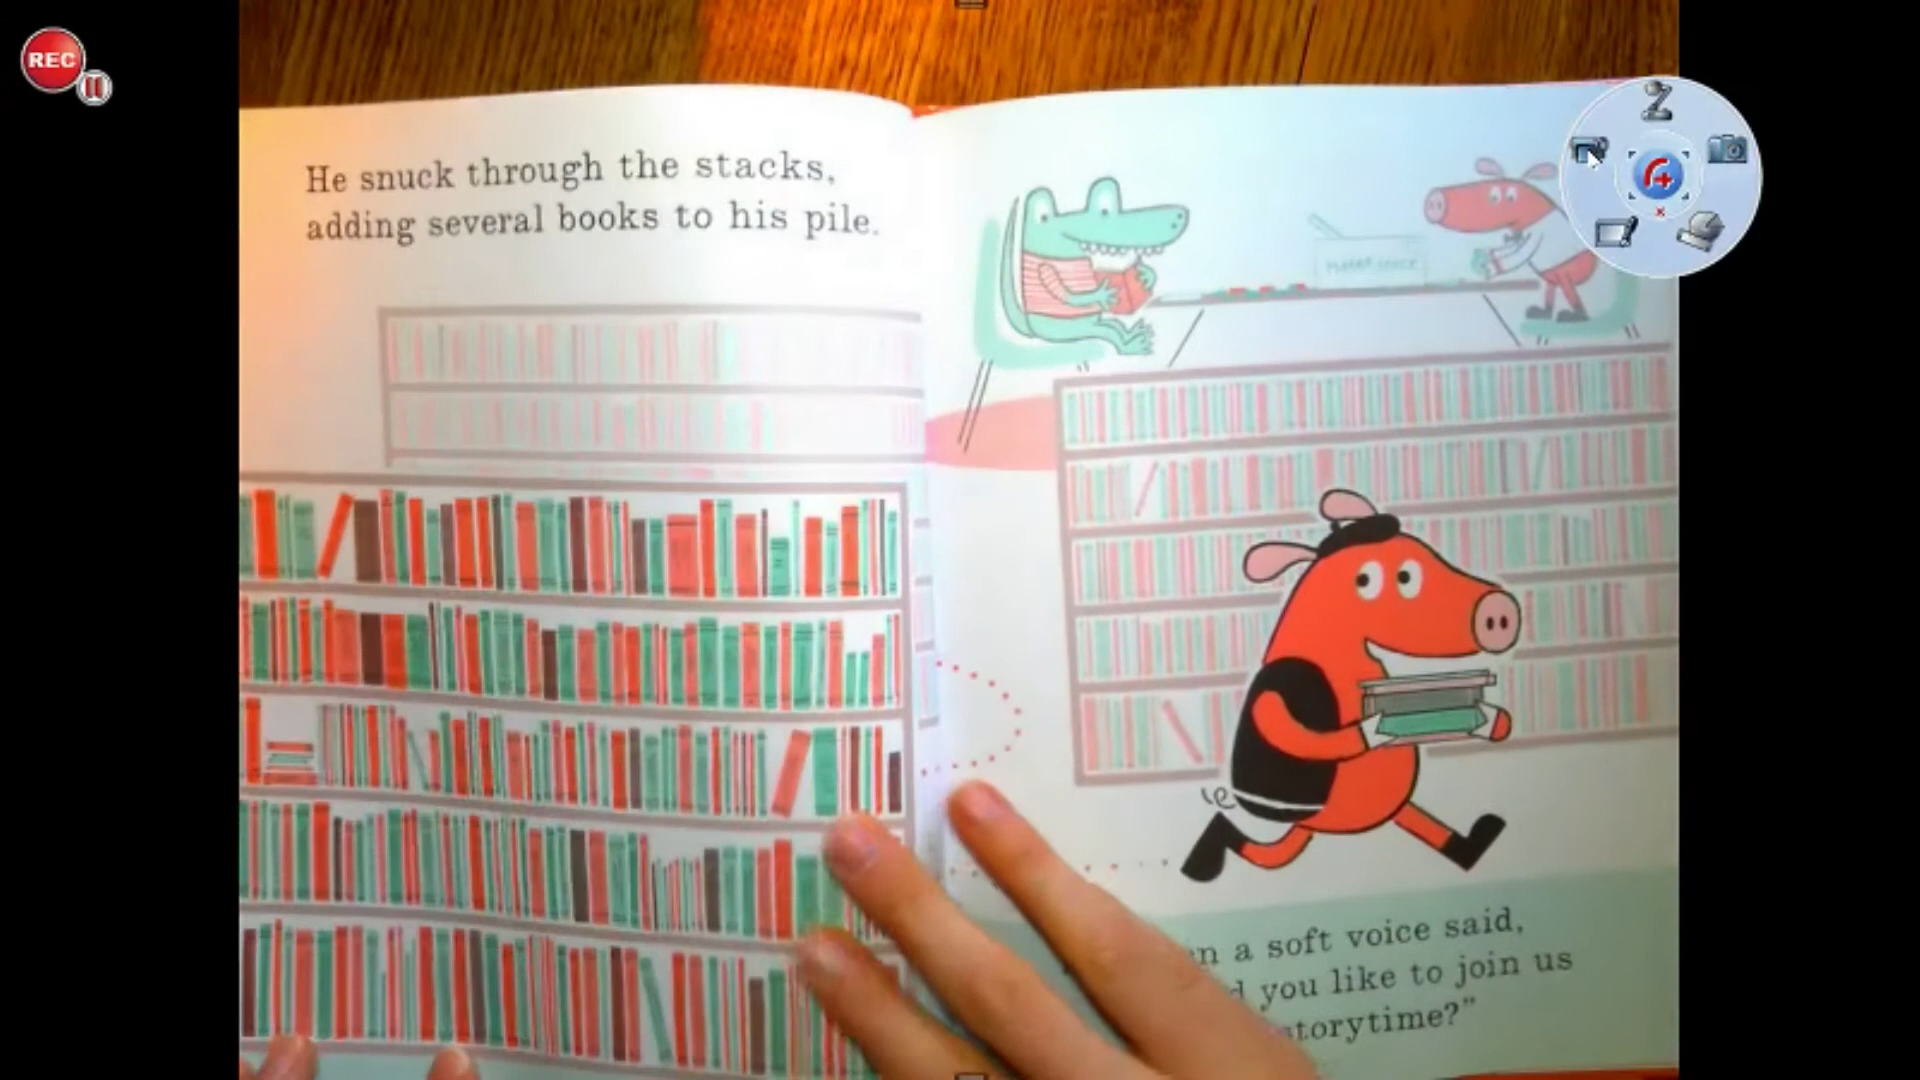 REC
He snuck through the stacks,
adding several books to his pile.
a soft voice said,
you like to join us
storytime?"